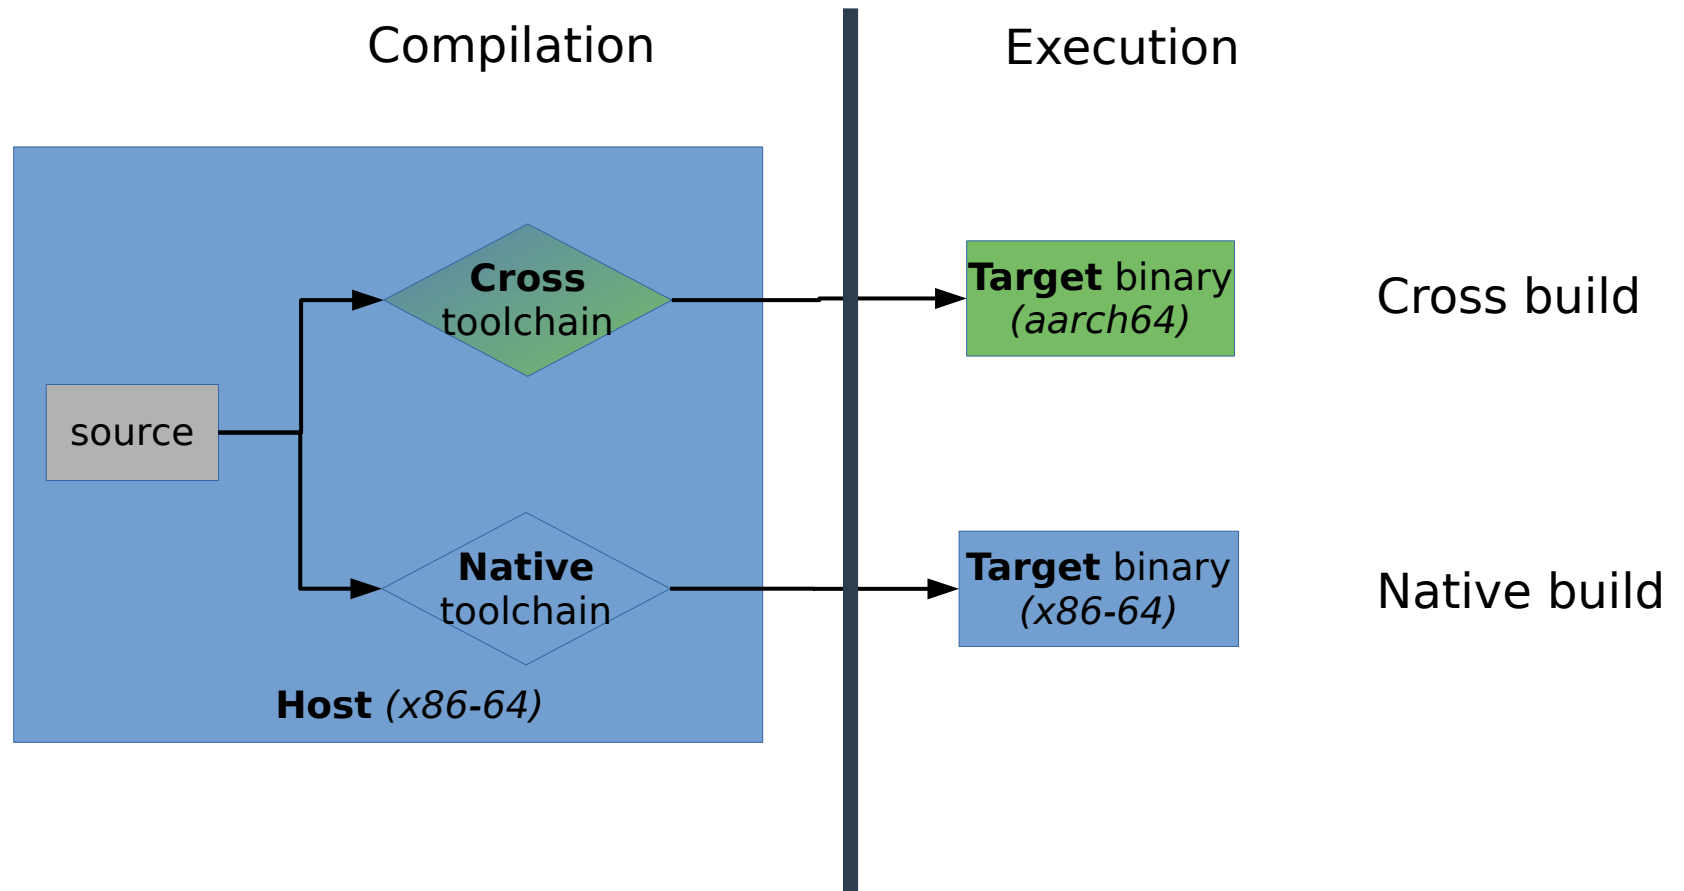 Compilation
Execution
Cross
toolchain
Target binary
(aarch64)
Cross build
source
Native
toolchain
Target binary
(x86-64)
Native build
Host (x86-64)